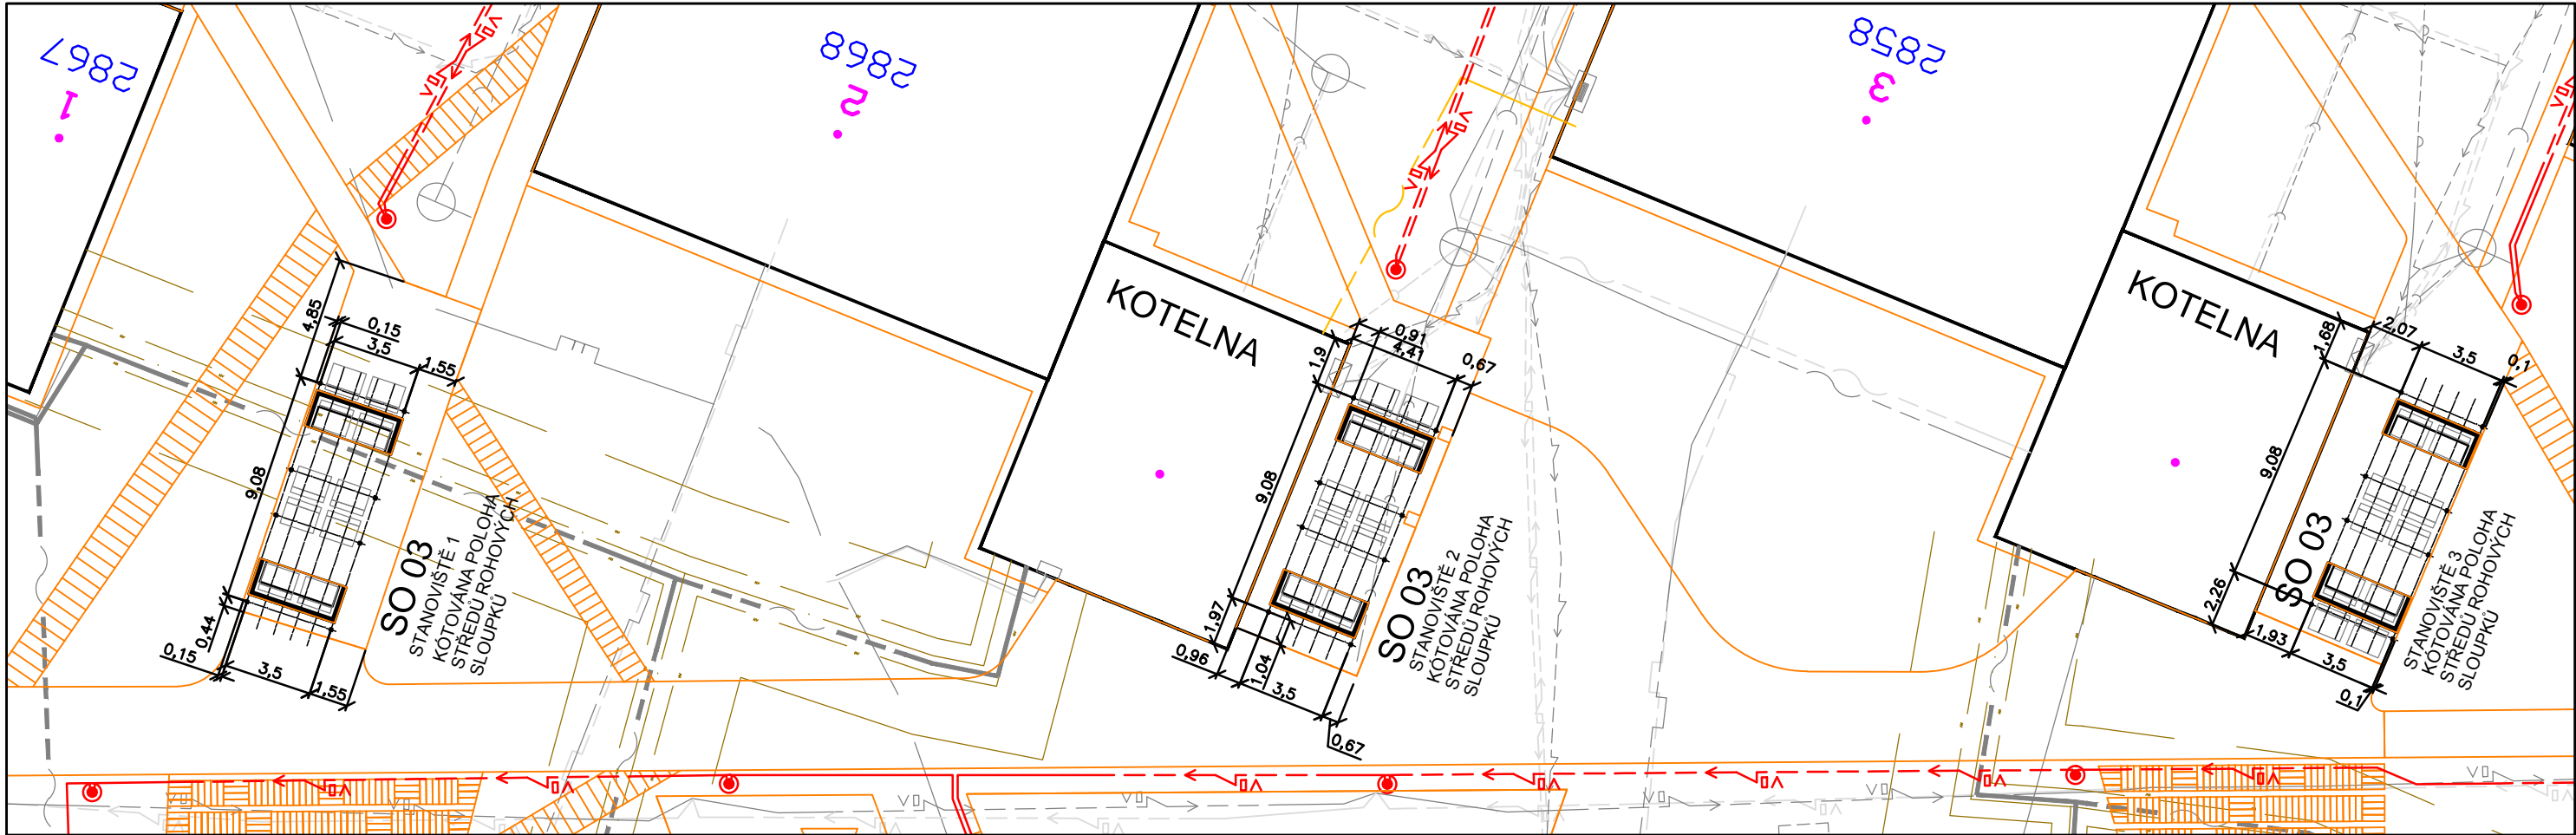 2867
1
2868
2
2858
3
KOTELNA
KOTELNA
4,85
0,15
3,5
1,55
9,08
0,44
0,15
3,5
1,55
SO 03
STANOVIŠTĚ 1
KÓTOVÁNA POLOHA
STŘEDŮ ROHOVÝCH
SLOUPKŮ
0,91
4,41
0,67
1,9
9,08
1,97
0,96
1,04
3,5
0,67
SO 03
STANOVIŠTĚ 2
KÓTOVÁNA POLOHA
STŘEDŮ ROHOVÝCH
SLOUPKŮ
1,68
2,07
3,5
0,1
9,08
2,26
1,93
3,5
0,1
SO 03
STANOVIŠTĚ 3
KÓTOVÁNA POLOHA
STŘEDŮ ROHOVÝCH
SLOUPKŮ